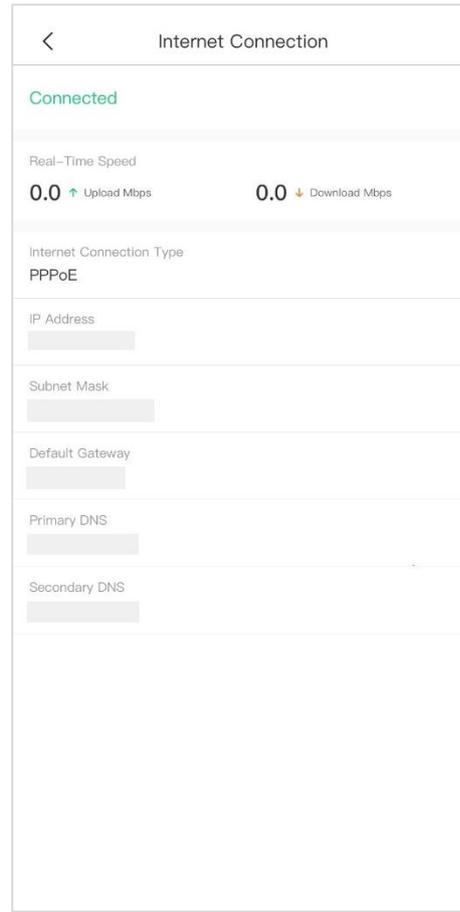 Internet Connection
Connected
Real-Time Speed
0.0 ↑ Upload Mbps 0.0 ↓ Download Mbps
Internet Connection Type
PPPoE
IP Address
Subnet Mask
Default Gateway
Primary DNS
Secondary DNS